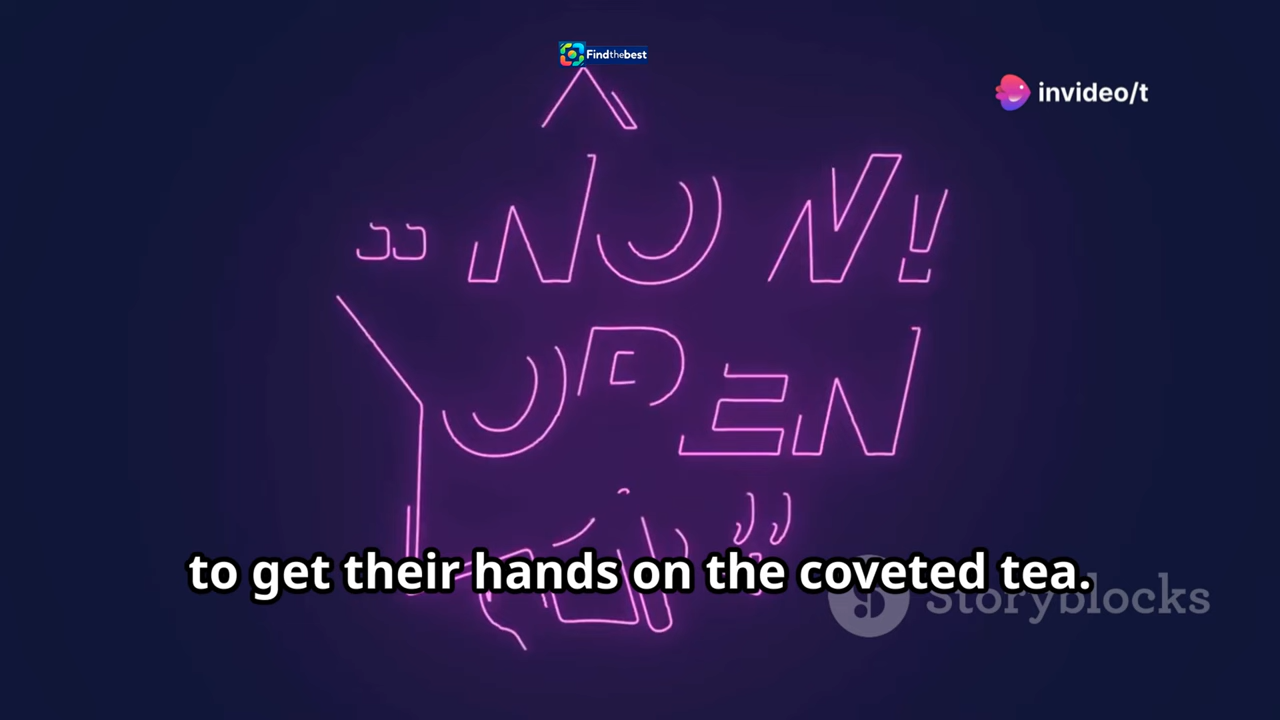 Findthebest
invideo/t
"NOW!
OPEN"
to get their hands on the coveted tea.
Storyblocks